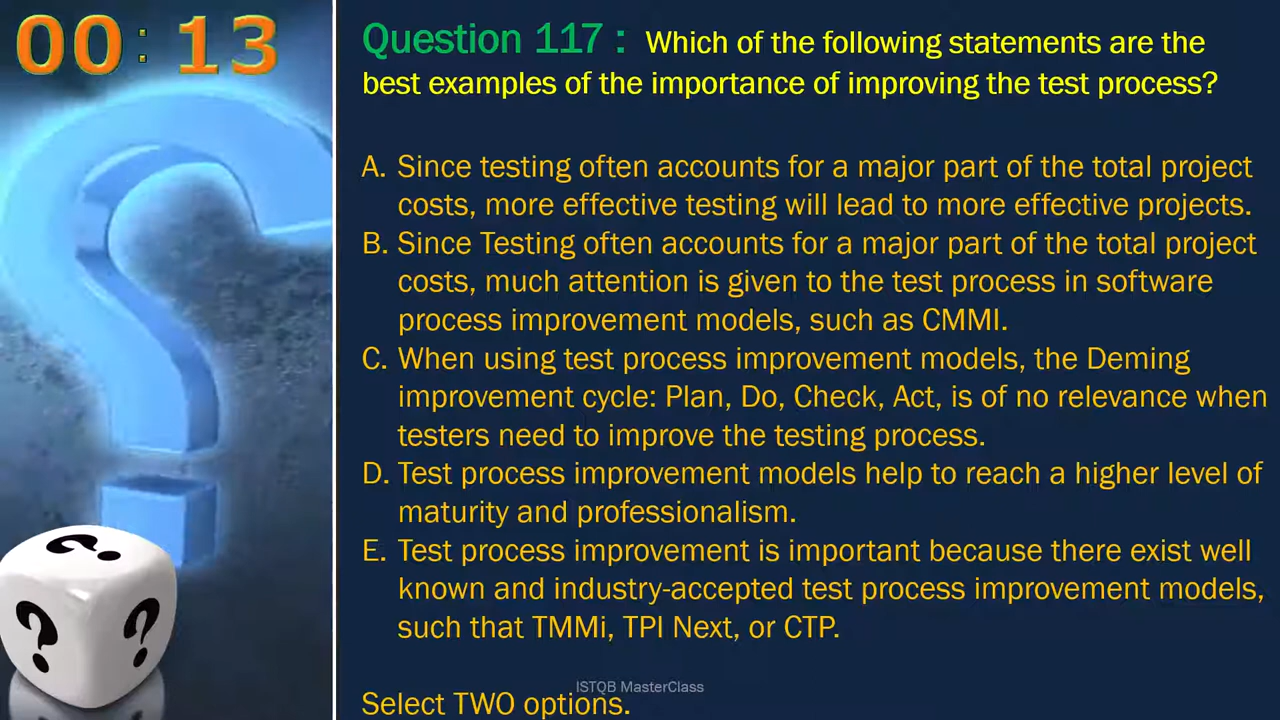 00:13
Question 117 : Which of the following statements are the
best examples of the importance of improving the test process?
A. Since testing often accounts for a major part of the total project
costs, more effective testing will lead to more effective projects.
B. Since Testing often accounts for a major part of the total project
costs, much attention is given to the test process in software
process improvement models, such as CMMI.
C. When using test process improvement models, the Deming
improvement cycle: Plan, Do, Check, Act, is of no relevance when
testers need to improve the testing process.
D. Test process improvement models help to reach a higher level of
maturity and professionalism.
E. Test process improvement is important because there exist well
known and industry-accepted test process improvement models,
such that TMMi, TPI Next, or CTP.
? ? ?
ISTQB MasterClass
Select TWO options.